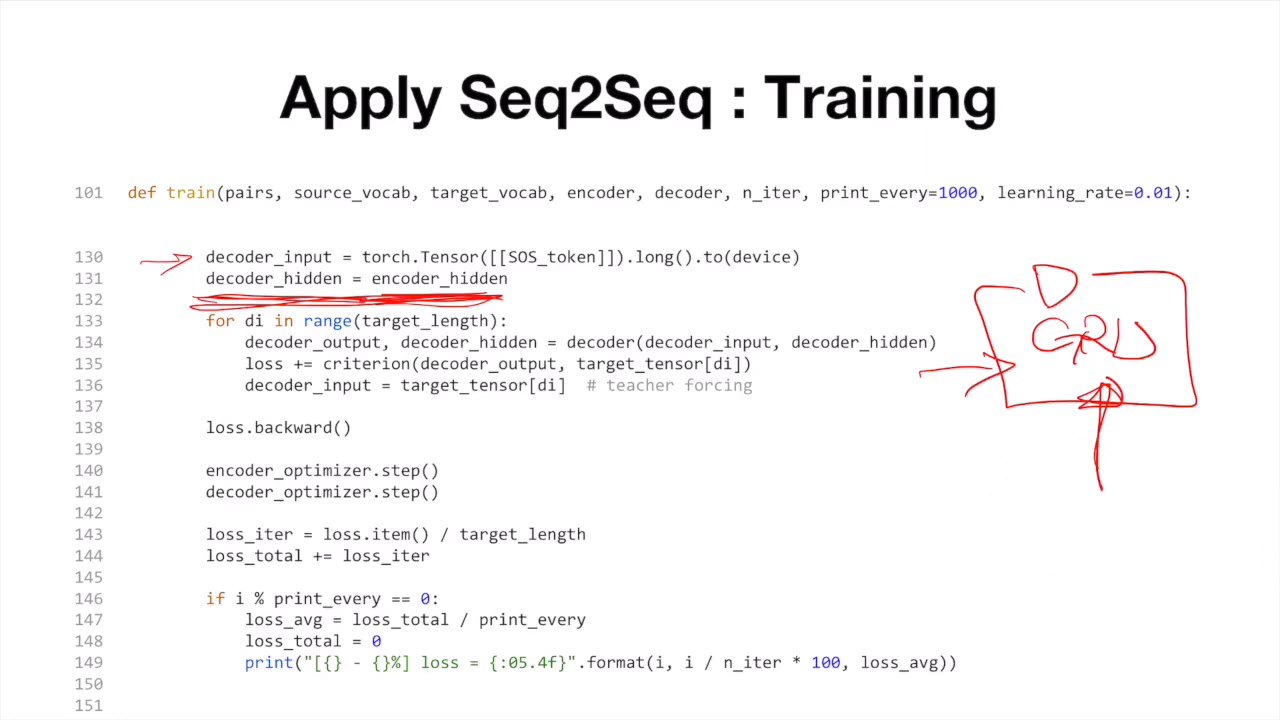 Apply Seq2Seq : Training
101 def train(pairs, source_vocab, target_vocab, encoder, decoder, n_iter, print_every=1000, learning_rate=0.01):
130 decoder_input = torch.Tensor([[SOS_token]]).long().to(device)
131 decoder_hidden = encoder_hidden
132
133 for di in range(target_length):
134 decoder_output, decoder_hidden = decoder(decoder_input, decoder_hidden)
135 loss += criterion(decoder_output, target_tensor[di])
136 decoder_input = target_tensor[di]  # teacher forcing
137
138 loss.backward()
139
140 encoder_optimizer.step()
141 decoder_optimizer.step()
142
143 loss_iter = loss.item() / target_length
144 loss_total += loss_iter
145
146 if i % print_every == 0:
147 loss_avg = loss_total / print_every
148 loss_total = 0
149 print("[{} - {}%] loss = {:05.4f}".format(i, i / n_iter * 100, loss_avg))
150
151
D
GRU